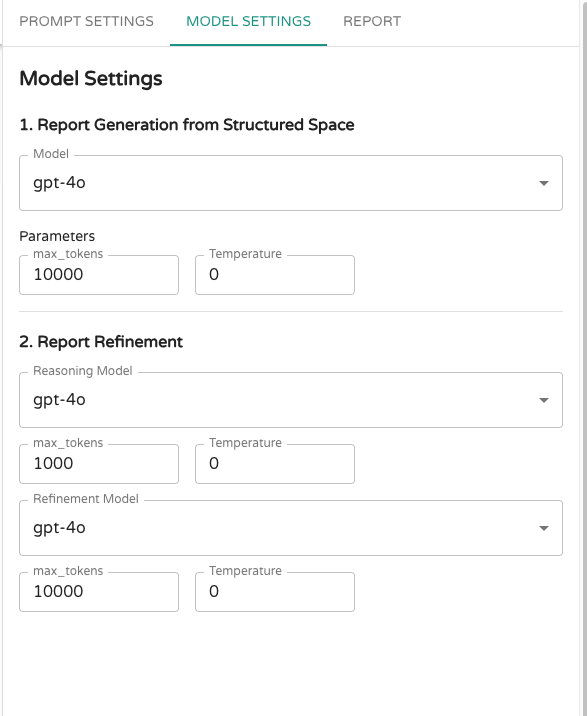 PROMPT SETTINGS MODEL SETTINGS REPORT
Model Settings
1. Report Generation from Structured Space
Model
gpt-4o
Parameters
max_tokens Temperature
10000 0
2. Report Refinement
Reasoning Model
gpt-4o
max_tokens Temperature
1000 0
Refinement Model
gpt-4o
max_tokens Temperature
10000 0